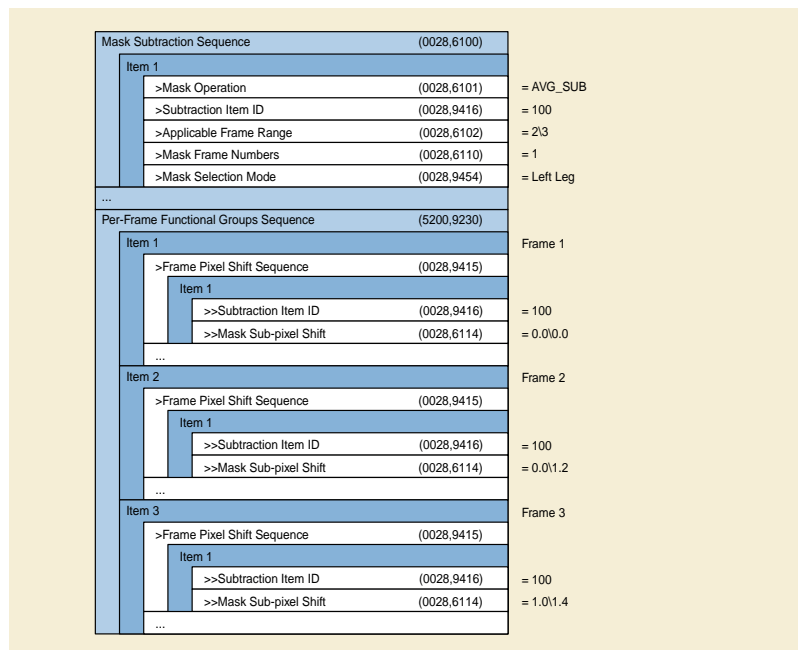 Mask Subtraction Sequence (0028,6100)
Item 1
>Mask Operation (0028,6101) = AVG_SUB
>Subtraction Item ID (0028,9416) = 100
>Applicable Frame Range (0028,6102) = 2\3
>Mask Frame Numbers (0028,6110) = 1
>Mask Selection Mode (0028,9454) = Left Leg
...
Per-Frame Functional Groups Sequence (5200,9230)
Item 1 Frame 1
>Frame Pixel Shift Sequence (0028,9415)
Item 1
>>Subtraction Item ID (0028,9416) = 100
>>Mask Sub-pixel Shift (0028,6114) = 0.0\0.0
...
Item 2 Frame 2
>Frame Pixel Shift Sequence (0028,9415)
Item 1
>>Subtraction Item ID (0028,9416) = 100
>>Mask Sub-pixel Shift (0028,6114) = 0.0\1.2
...
Item 3 Frame 3
>Frame Pixel Shift Sequence (0028,9415)
Item 1
>>Subtraction Item ID (0028,9416) = 100
>>Mask Sub-pixel Shift (0028,6114) = 1.0\1.4
...